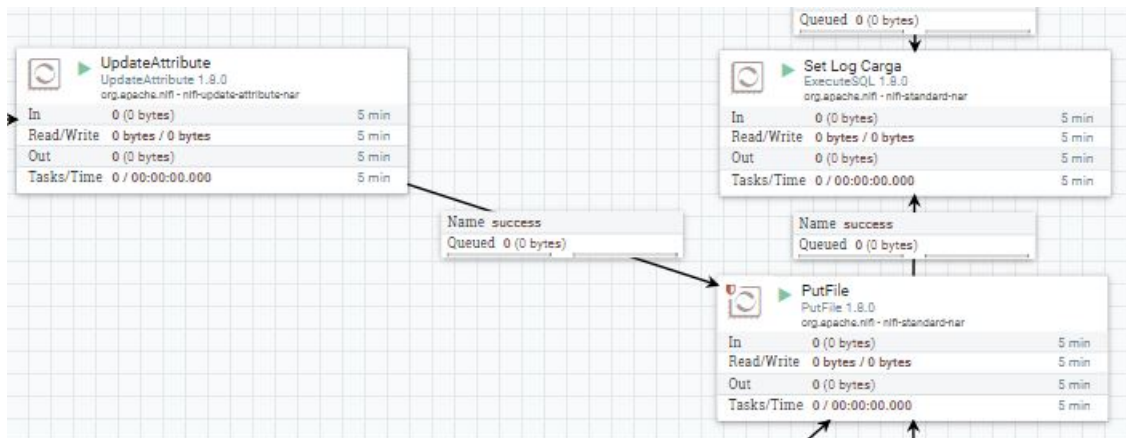 Queued 0 (0 bytes)
UpdateAttribute
UpdateAttribute 1.8.0
org.apache.nifi - nifi-update-attribute-nar
In 0 (0 bytes) 5 min
Read/Write 0 bytes / 0 bytes 5 min
Out 0 (0 bytes) 5 min
Tasks/Time 0 / 00:00:00.000 5 min
Set Log Carga
ExecuteSQL 1.8.0
org.apache.nifi - nifi-standard-nar
In 0 (0 bytes) 5 min
Read/Write 0 bytes / 0 bytes 5 min
Out 0 (0 bytes) 5 min
Tasks/Time 0 / 00:00:00.000 5 min
Name success
Queued 0 (0 bytes)
Name success
Queued 0 (0 bytes)
PutFile
PutFile 1.8.0
org.apache.nifi - nifi-standard-nar
In 0 (0 bytes) 5 min
Read/Write 0 bytes / 0 bytes 5 min
Out 0 (0 bytes) 5 min
Tasks/Time 0 / 00:00:00.000 5 min